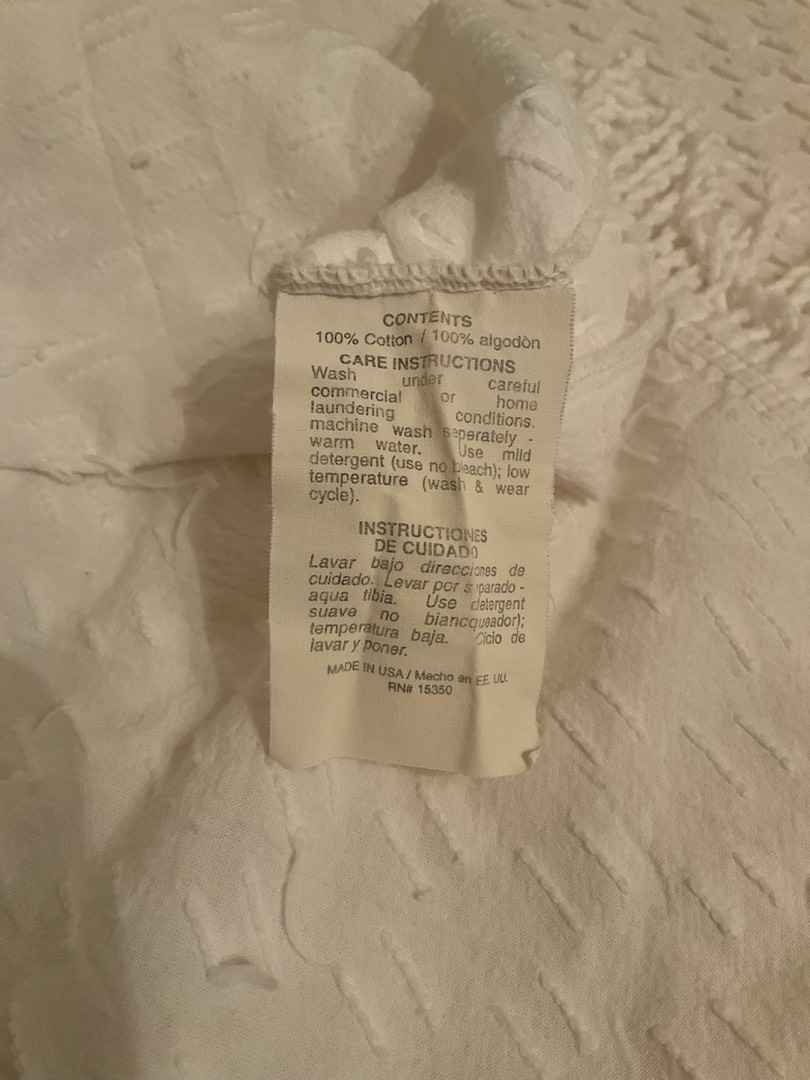 CONTENTS
100% Cotton / 100% algodòn
CARE INSTRUCTIONS
Wash under careful
commercial or home
laundering conditions.
machine wash seperately -
warm water. Use mild
detergent (use no bleach); low
temperature (wash & wear
cycle).
INSTRUCTIONES
DE CUIDADO
Lavar bajo direcciones de
cuidado. Levar por separado -
aqua tibia. Use detergent
suave no biancqueador);
temperatura baja. Cicio de
lavar y poner.
MADE IN USA / Mecho en EE UU.
RN# 15350